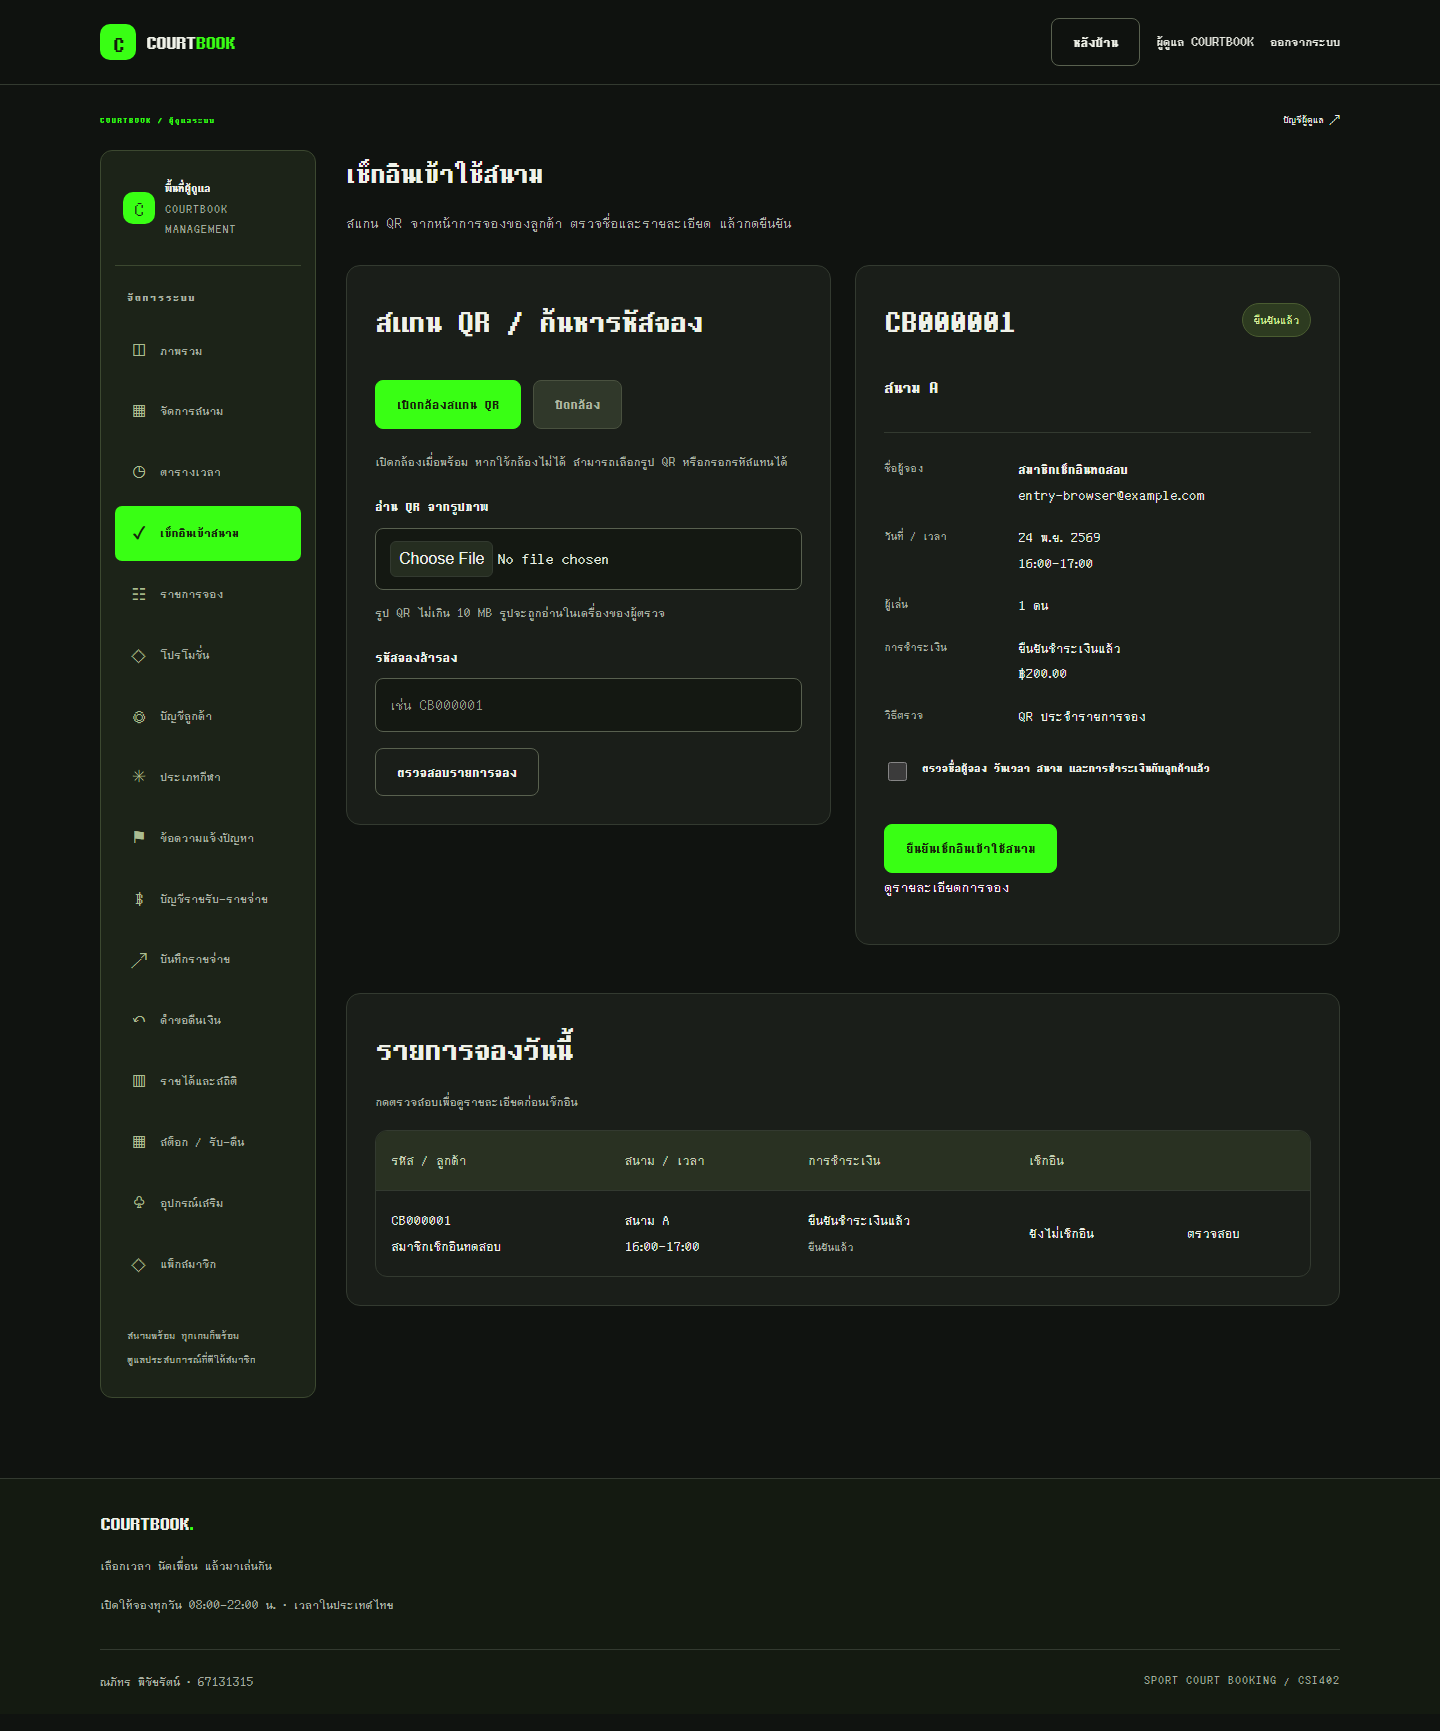 C COURTBOOK
หลังบ้าน
ผู้ดูแล COURTBOOK
ออกจากระบบ
COURTBOOK / ผู้ดูแลระบบ
บัญชีผู้ดูแล ↗
C
พื้นที่ผู้ดูแล
COURTBOOK
MANAGEMENT
จัดการระบบ
ภาพรวม
จัดการสนาม
ตารางเวลา
เช็กอินเข้าสนาม
รายการจอง
โปรโมชั่น
บัญชีลูกค้า
ประเภทกีฬา
ข้อความแจ้งปัญหา
฿ บัญชีรายรับ-รายจ่าย
บันทึกรายจ่าย
คำขอคืนเงิน
รายได้และสถิติ
สต็อก / รับ-คืน
อุปกรณ์เสริม
แพ็กสมาชิก
สนามพร้อม ทุกเกมก็พร้อม
ดูแลประสบการณ์ที่ดีให้สมาชิก
เช็กอินเข้าใช้สนาม
สแกน QR จากหน้าการจองของลูกค้า ตรวจชื่อและรายละเอียด แล้วกดยืนยัน
สแกน QR / ค้นหารหัสจอง
เปิดกล้องสแกน QR
ปิดกล้อง
เปิดกล้องเมื่อพร้อม หากใช้กล้องไม่ได้ สามารถเลือกรูป QR หรือกรอกรหัสแทนได้
อ่าน QR จากรูปภาพ
Choose File No file chosen
รูป QR ไม่เกิน 10 MB รูปจะถูกอ่านในเครื่องของผู้ตรวจ
รหัสจองสำรอง
เช่น CB000001
ตรวจสอบรายการจอง
CB000001
ยืนยันแล้ว
สนาม A
ชื่อผู้จอง
สมาชิกเช็กอินทดสอบ
entry-browser@example.com
วันที่ / เวลา
24 พ.ย. 2569
16:00–17:00
ผู้เล่น
1 คน
การชำระเงิน
ยืนยันชำระเงินแล้ว
฿200.00
วิธีตรวจ
QR ประจำรายการจอง
ตรวจชื่อผู้จอง วันเวลา สนาม และการชำระเงินกับลูกค้าแล้ว
ยืนยันเช็กอินเข้าใช้สนาม
ดูรายละเอียดการจอง
รายการจองวันนี้
กดตรวจสอบเพื่อดูรายละเอียดก่อนเช็กอิน
รหัส / ลูกค้า
สนาม / เวลา
การชำระเงิน
เช็กอิน
CB000001
สมาชิกเช็กอินทดสอบ
สนาม A
16:00–17:00
ยืนยันชำระเงินแล้ว
ยืนยันแล้ว
ยังไม่เช็กอิน
ตรวจสอบ
COURTBOOK.
เลือกเวลา นัดเพื่อน แล้วมาเล่นกัน
เปิดให้จองทุกวัน 08:00–22:00 น. · เวลาในประเทศไทย
ณภัทร พิชัยรัตน์ · 67131315
SPORT COURT BOOKING / CSI402